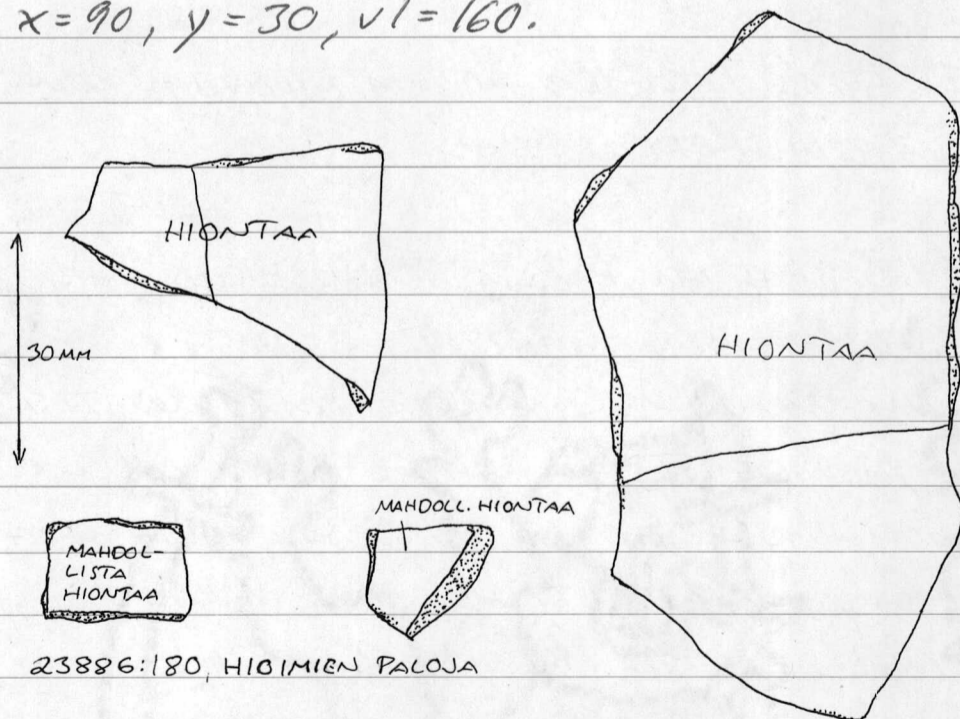 x = 90, y = 30, vl = 160.
HIONTAA
30 MM
HIONTAA
MAHDOLL. HIONTAA
MAHDOL-
LISTA
HIONTAA
23886:180, HIOIMIEN PALOJA